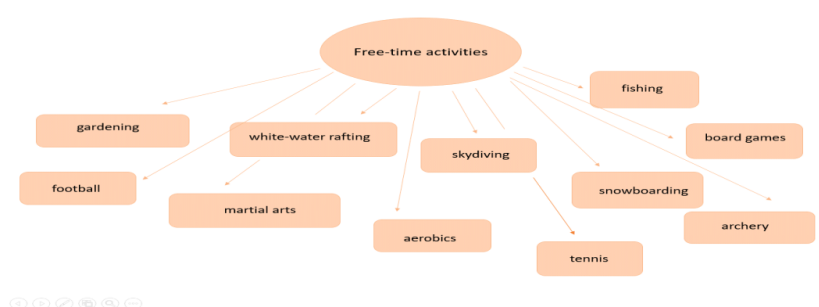 Free-time activities
fishing
gardening
white-water rafting
board games
skydiving
football
snowboarding
martial arts
archery
aerobics
tennis